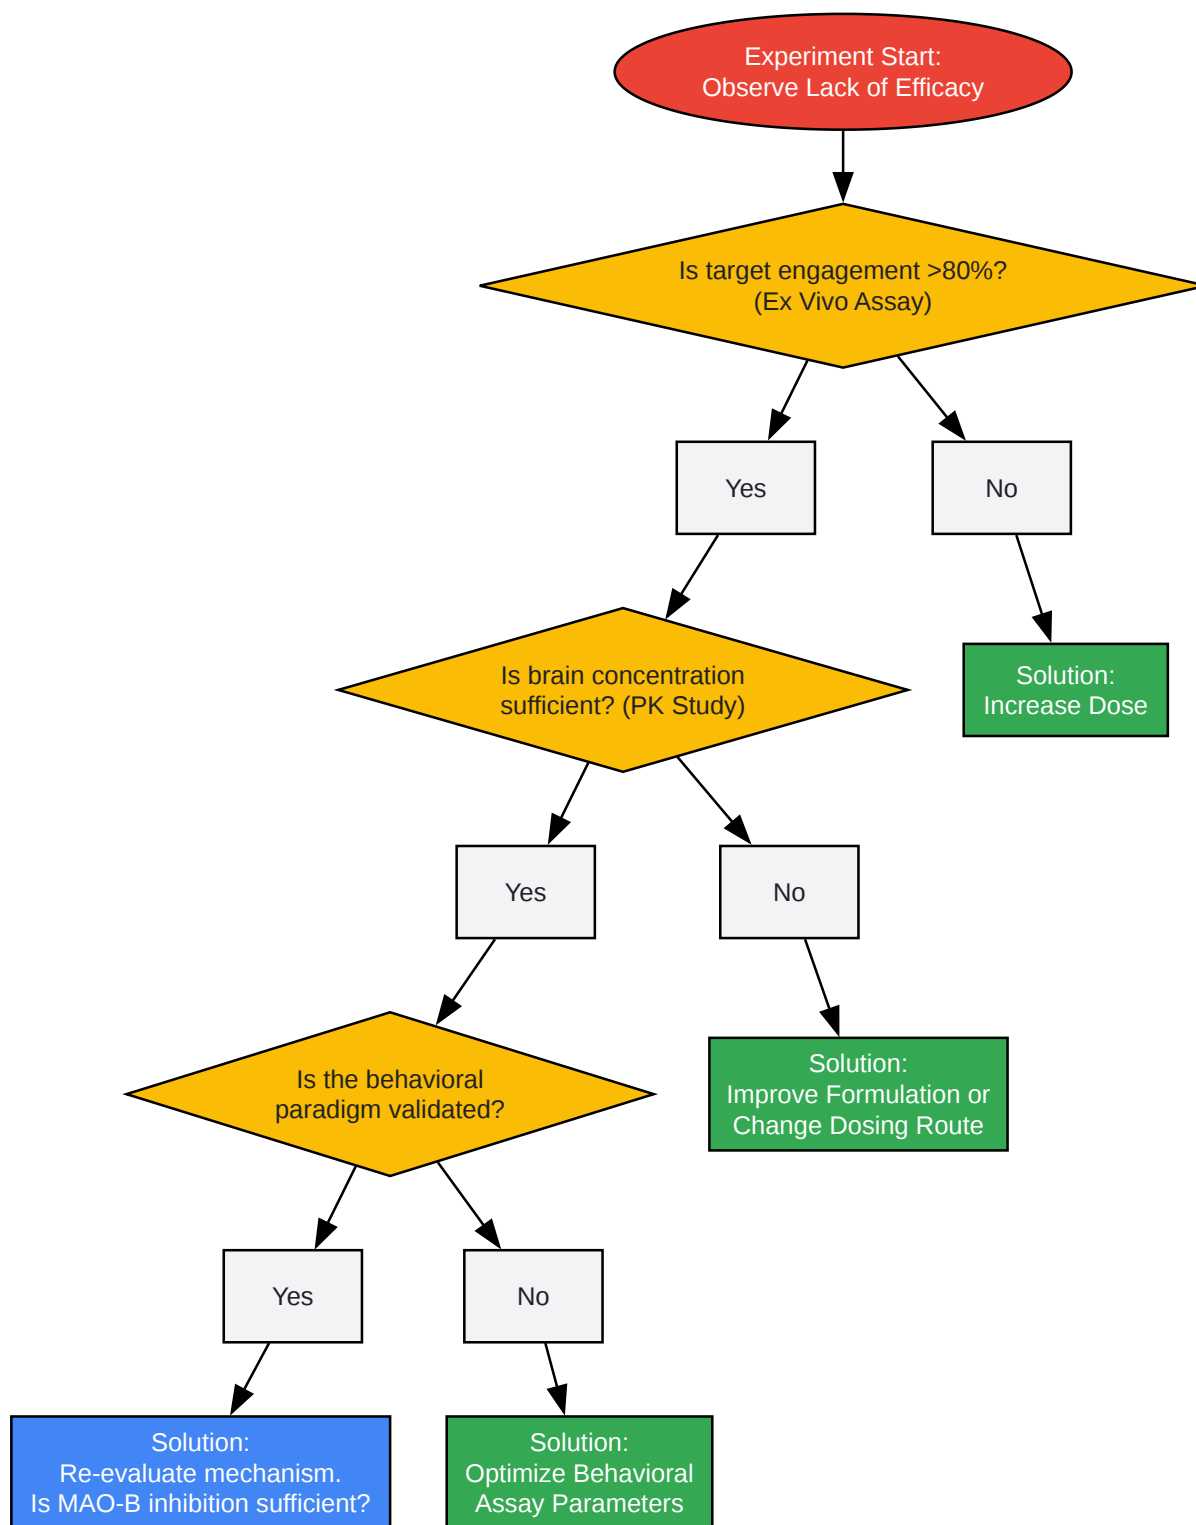 Experiment Start:
Observe Lack of Efficacy
Is target engagement >80%?
(Ex Vivo Assay)
Yes
No
Solution:
Increase Dose
Is brain concentration
sufficient? (PK Study)
Yes
No
Solution:
Improve Formulation or
Change Dosing Route
Is the behavioral
paradigm validated?
Yes
No
Solution:
Re-evaluate mechanism.
Is MAO-B inhibition sufficient?
Solution:
Optimize Behavioral
Assay Parameters